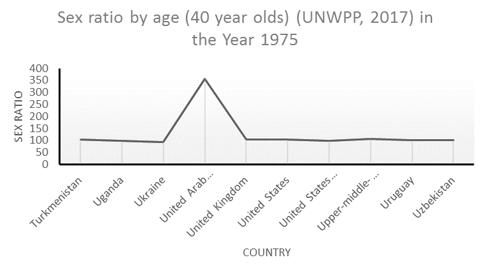 Sex ratio by age (40 year olds) (UNWPP, 2017) in
the Year 1975
400
350
300
250
200
150
100
50
0
SEX RATIO
Turkmenistan
Uganda
Ukraine
United Arab...
United Kingdom
United States
United States...
Upper-middle-...
Uruguay
Uzbekistan
COUNTRY